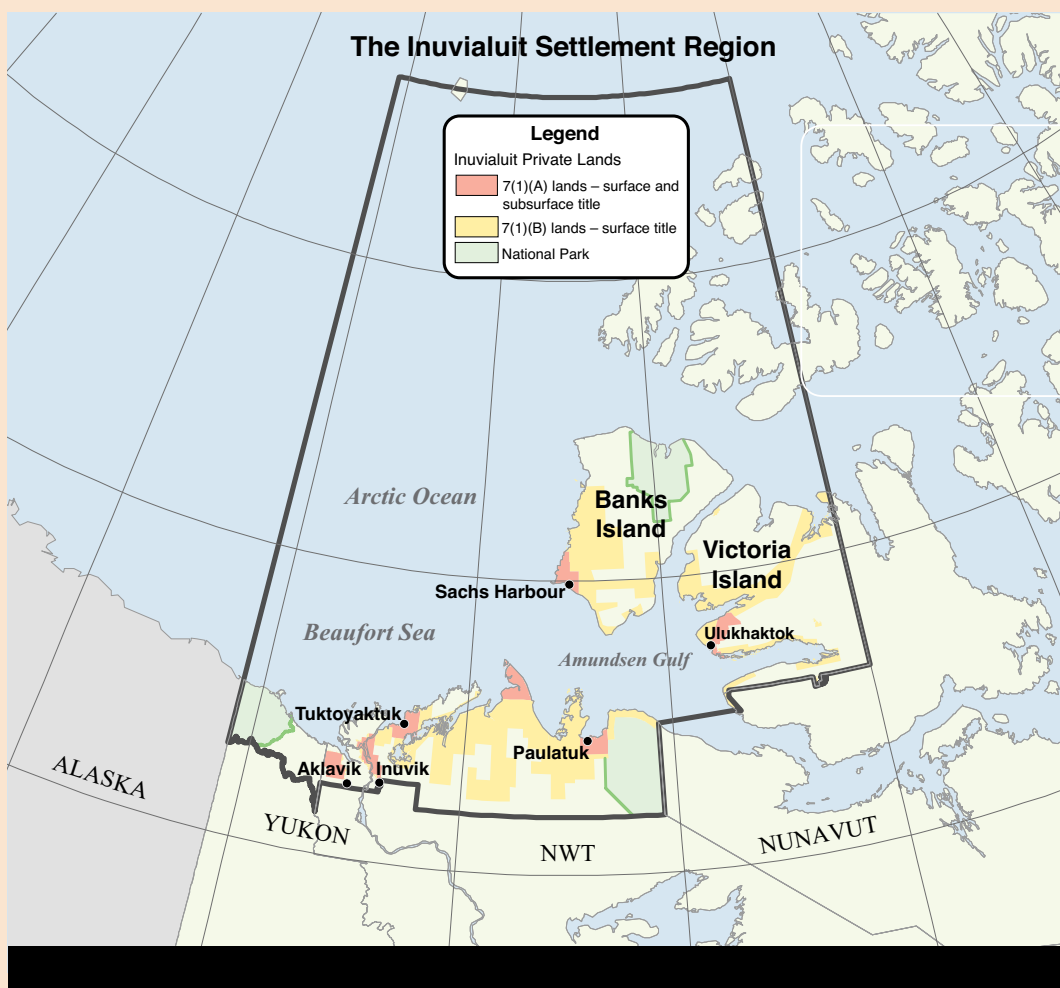 The Inuvialuit Settlement Region
Legend
Inuvialuit Private Lands
7(1)(A) lands – surface and
subsurface title
7(1)(B) lands – surface title
National Park
Arctic Ocean
Banks
Island
Victoria
Island
Sachs Harbour
Beaufort Sea
Ulukhaktok
Amundsen Gulf
Tuktoyaktuk
Paulatuk
Aklavik
Inuvik
ALASKA
YUKON
NWT
NUNAVUT